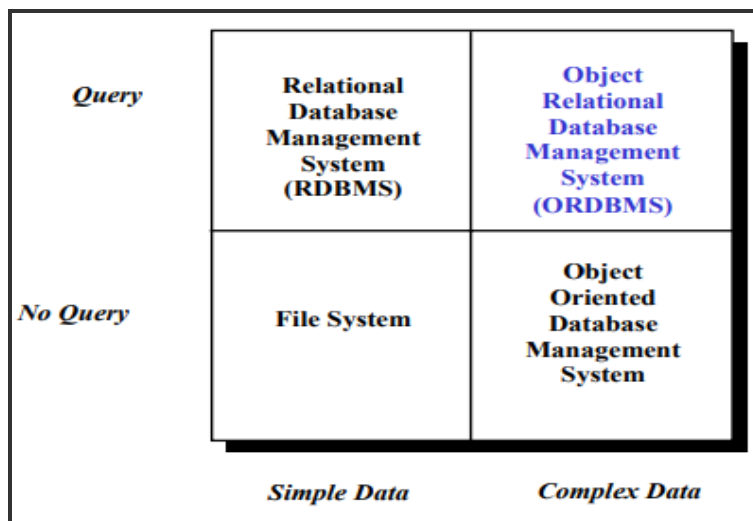 Query
Relational
Database
Management
System
(RDBMS)
Object
Relational
Database
Management
System
(ORDBMS)
No Query
File System
Object
Oriented
Database
Management
System
Simple Data
Complex Data